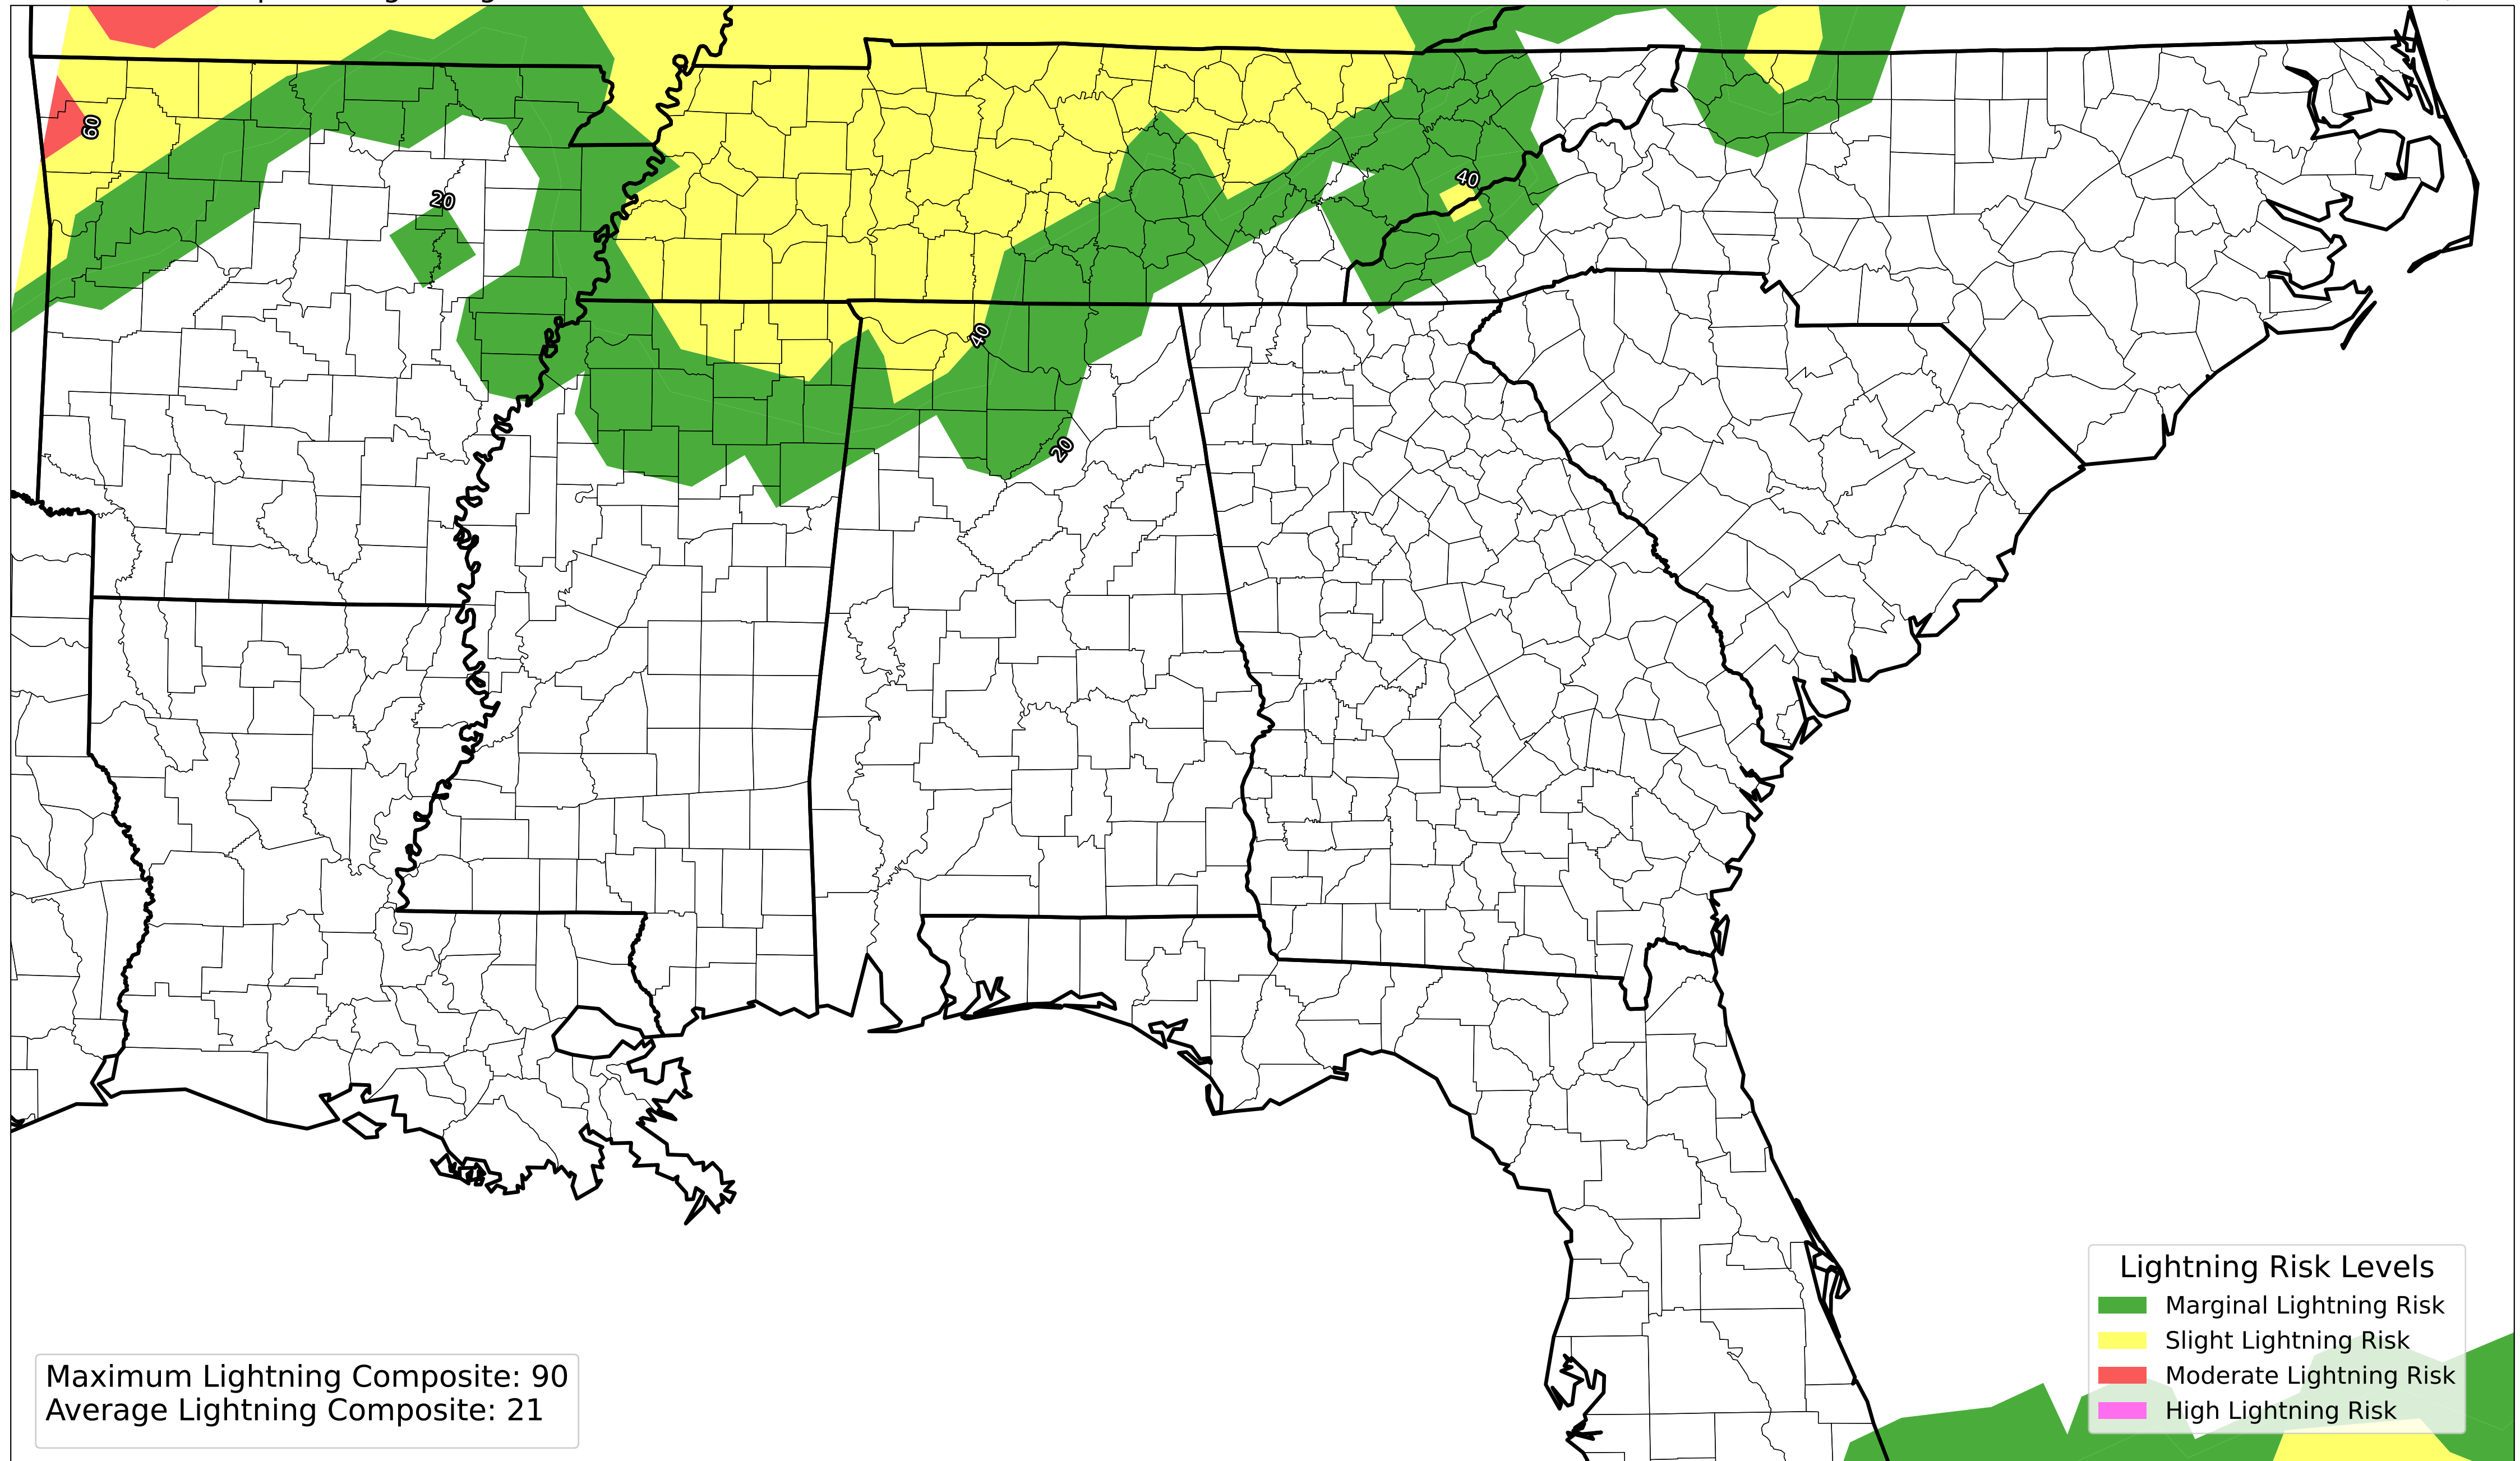 60
20
40
40
20
Lightning Risk Levels
Marginal Lightning Risk
Slight Lightning Risk
Moderate Lightning Risk
High Lightning Risk
Maximum Lightning Composite: 90
Average Lightning Composite: 21